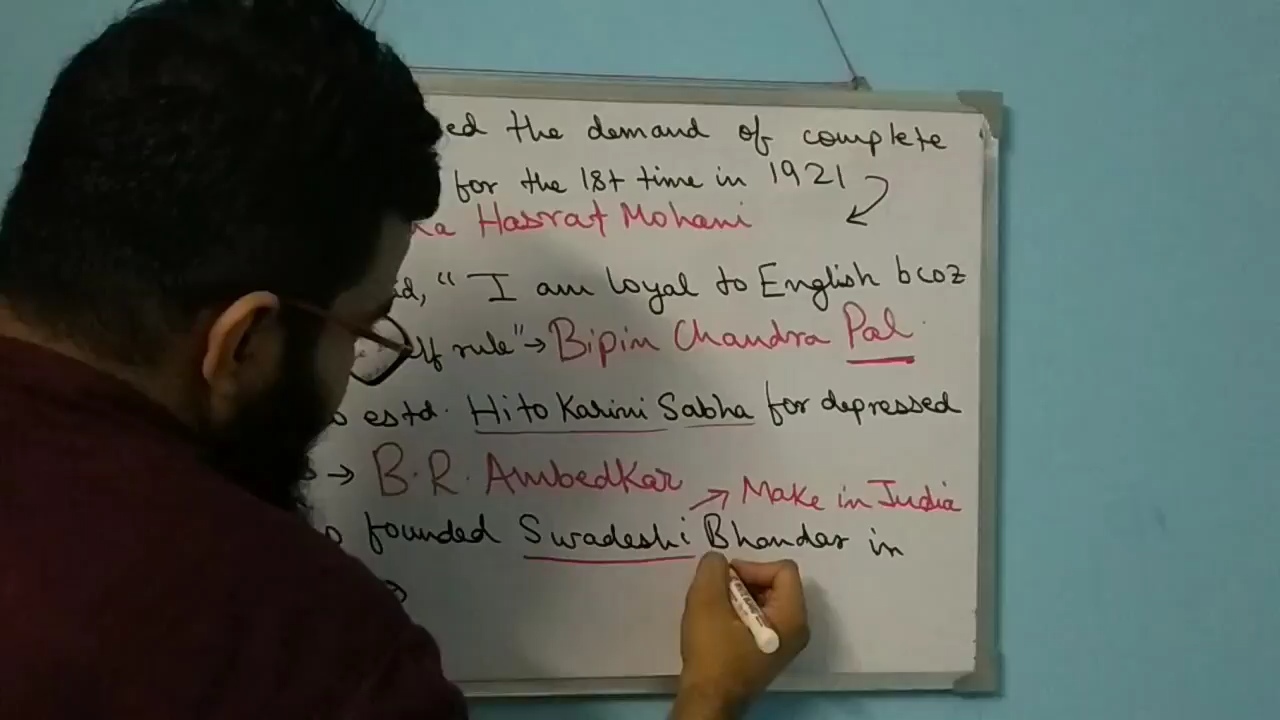 ed the demand of complete
for the 1st time in 1921
Hasrat Mohani
"I am loyal to English bcoz
rule" → Bipin Chandra Pal.
estd. Hito Karini Sabha for depressed
→ B.R. Ambedkar
→ Make in India
founded Swadeshi Bhandar in